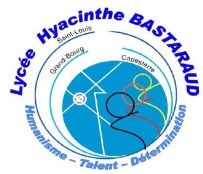 Lycée Hyacinthe BASTARAUD
Saint-Louis
Grand-Bourg
Capesterre
Humanisme – Talent – Détermination